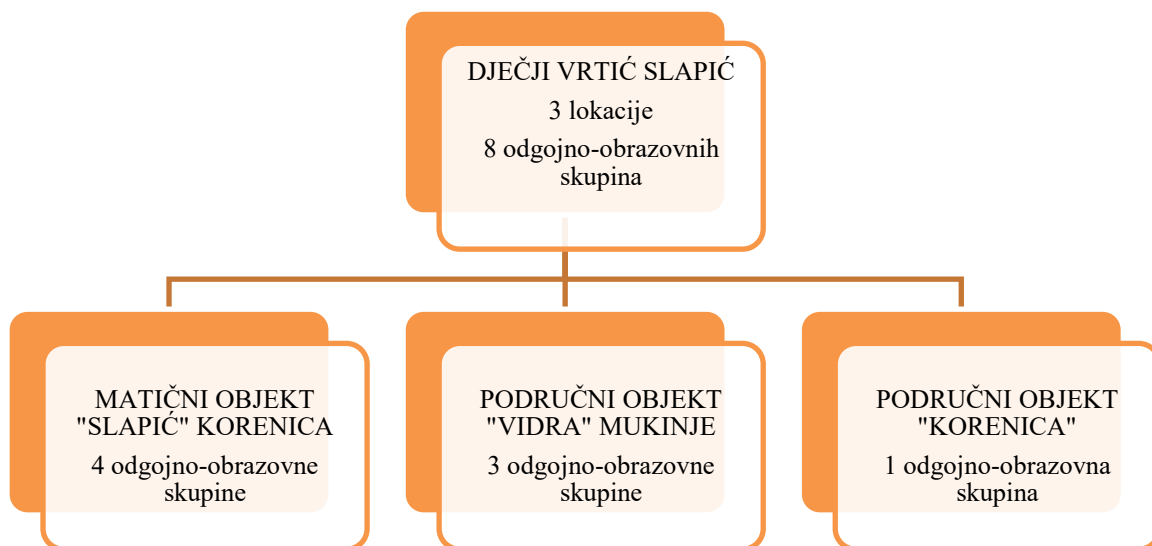 DJEČJI VRTIĆ SLAPIĆ
3 lokacije
8 odgojno-obrazovnih
skupina
MATIČNI OBJEKT
"SLAPIĆ" KORENICA
4 odgojno-obrazovne
skupine
PODRUČNI OBJEKT
"VIDRA" MUKINJE
3 odgojno-obrazovne
skupine
PODRUČNI OBJEKT
"KORENICA"
1 odgojno-obrazovna
skupina